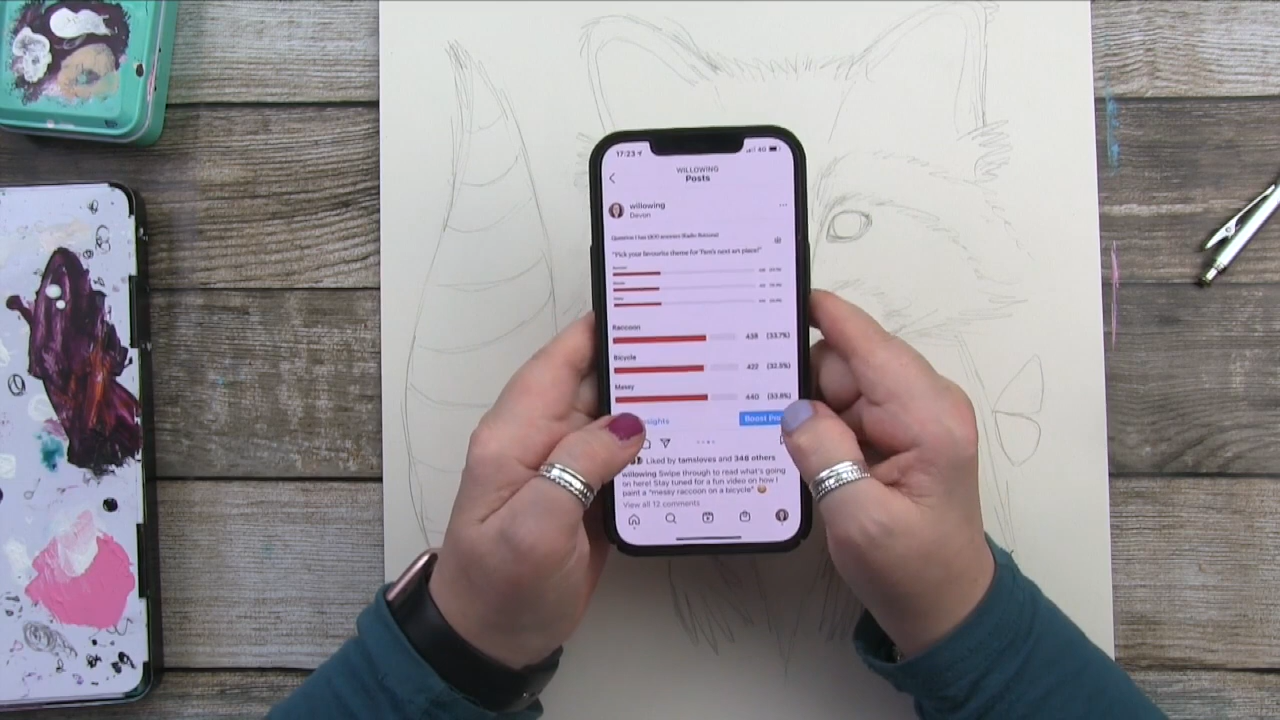 17:23
4G
WILLOWING
Posts
willowing
Devon
"Pick your favourite theme for Tam's next art piece!"
Raccoon
438 (33.7%)
Bicycle
422 (32.5%)
Messy
440 (33.8%)
Boost
Liked by tamsloves and 346 others
willowing Swipe through to read what's going
on here! Stay tuned for a fun video on how I
paint a "messy raccoon on a bicycle"
View all 12 comments